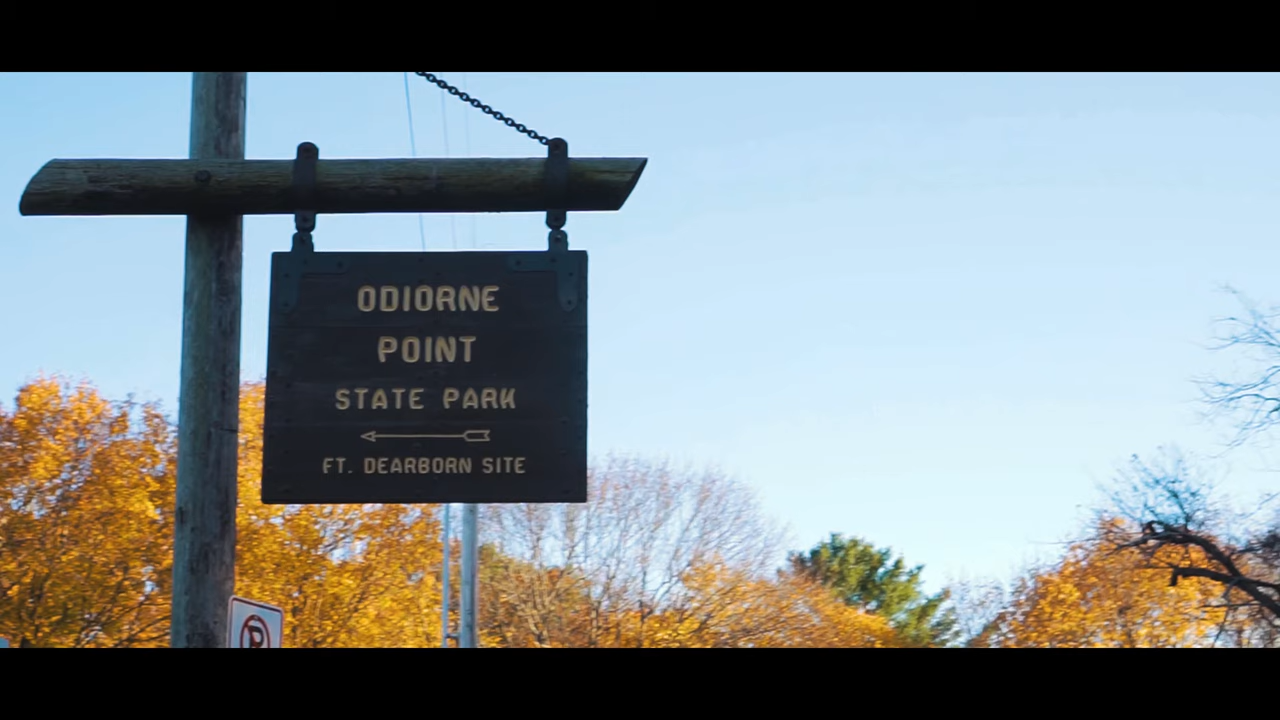 ODIORNE
POINT
STATE PARK
FT. DEARBORN SITE
P